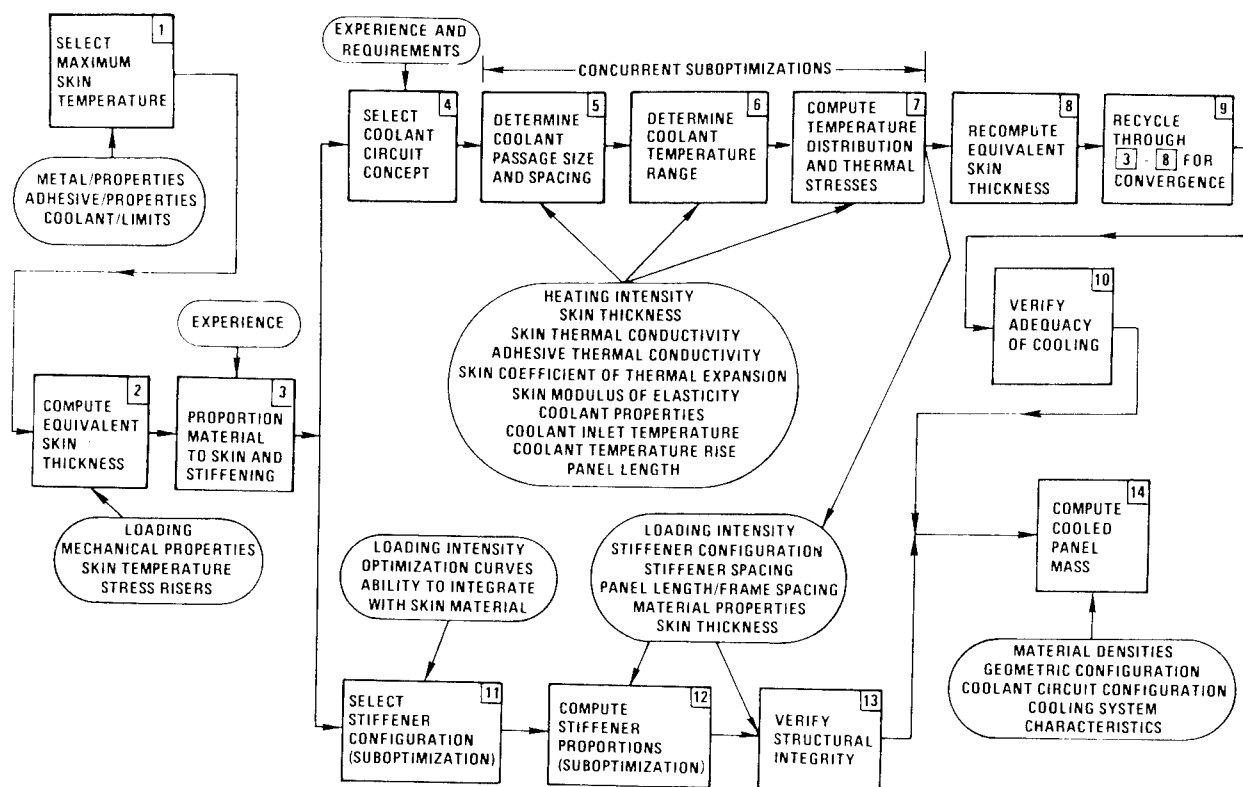 1
SELECT
MAXIMUM
SKIN
TEMPERATURE
METAL/PROPERTIES
ADHESIVE/PROPERTIES
COOLANT/LIMITS
2
COMPUTE
EQUIVALENT
SKIN
THICKNESS
LOADING
MECHANICAL PROPERTIES
SKIN TEMPERATURE
STRESS RISERS
EXPERIENCE
3
PROPORTION
MATERIAL
TO SKIN AND
STIFFENING
EXPERIENCE AND
REQUIREMENTS
4
SELECT
COOLANT
CIRCUIT
CONCEPT
CONCURRENT SUBOPTIMIZATIONS
5
DETERMINE
COOLANT
PASSAGE SIZE
AND SPACING
6
DETERMINE
COOLANT
TEMPERATURE
RANGE
7
COMPUTE
TEMPERATURE
DISTRIBUTION
AND THERMAL
STRESSES
8
RECOMPUTE
EQUIVALENT
SKIN
THICKNESS
9
RECYCLE
THROUGH
3 - 8 FOR
CONVERGENCE
HEATING INTENSITY
SKIN THICKNESS
SKIN THERMAL CONDUCTIVITY
ADHESIVE THERMAL CONDUCTIVITY
SKIN COEFFICIENT OF THERMAL EXPANSION
SKIN MODULUS OF ELASTICITY
COOLANT PROPERTIES
COOLANT INLET TEMPERATURE
COOLANT TEMPERATURE RISE
PANEL LENGTH
10
VERIFY
ADEQUACY
OF COOLING
LOADING INTENSITY
OPTIMIZATION CURVES
ABILITY TO INTEGRATE
WITH SKIN MATERIAL
LOADING INTENSITY
STIFFENER CONFIGURATION
STIFFENER SPACING
PANEL LENGTH/FRAME SPACING
MATERIAL PROPERTIES
SKIN THICKNESS
11
SELECT
STIFFENER
CONFIGURATION
(SUBOPTIMIZATION)
12
COMPUTE
STIFFENER
PROPORTIONS
(SUBOPTIMIZATION)
13
VERIFY
STRUCTURAL
INTEGRITY
14
COMPUTE
COOLED
PANEL
MASS
MATERIAL DENSITIES
GEOMETRIC CONFIGURATION
COOLANT CIRCUIT CONFIGURATION
COOLING SYSTEM
CHARACTERISTICS